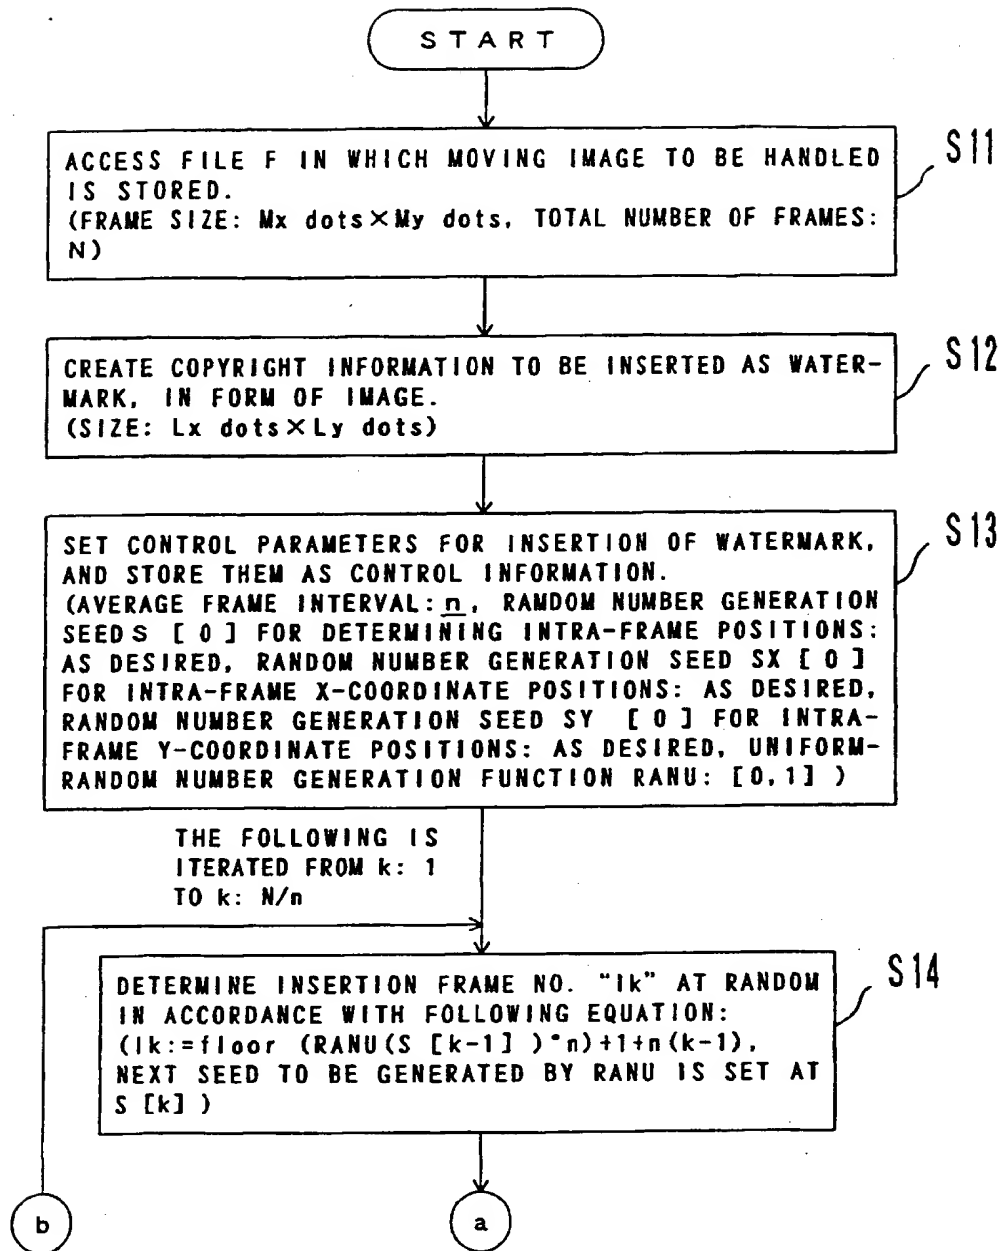 START
S11
ACCESS FILE F IN WHICH MOVING IMAGE TO BE HANDLED
IS STORED.
(FRAME SIZE: Mx dots×My dots, TOTAL NUMBER OF FRAMES:
N)
S12
CREATE COPYRIGHT INFORMATION TO BE INSERTED AS WATER-
MARK, IN FORM OF IMAGE.
(SIZE: Lx dots×Ly dots)
S13
SET CONTROL PARAMETERS FOR INSERTION OF WATERMARK,
AND STORE THEM AS CONTROL INFORMATION.
(AVERAGE FRAME INTERVAL: n, RAMDOM NUMBER GENERATION
SEED S [0] FOR DETERMINING INTRA-FRAME POSITIONS:
AS DESIRED, RANDOM NUMBER GENERATION SEED SX [0]
FOR INTRA-FRAME X-COORDINATE POSITIONS: AS DESIRED,
RANDOM NUMBER GENERATION SEED SY [0] FOR INTRA-
FRAME Y-COORDINATE POSITIONS: AS DESIRED, UNIFORM-
RANDOM NUMBER GENERATION FUNCTION RANU: [0,1] )
THE FOLLOWING IS
ITERATED FROM k: 1
TO k: N/n
S14
DETERMINE INSERTION FRAME NO. "Ik" AT RANDOM
IN ACCORDANCE WITH FOLLOWING EQUATION:
(Ik:=floor (RANU(S [k-1] )*n)+1+n(k-1),
NEXT SEED TO BE GENERATED BY RANU IS SET AT
S [k] )
b
a